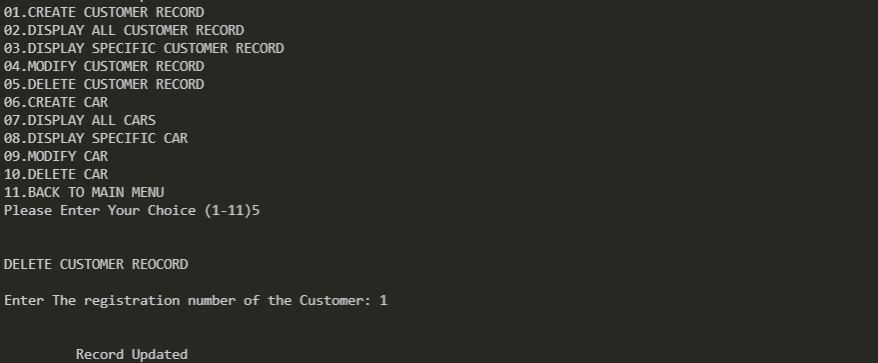 01.CREATE CUSTOMER RECORD
02.DISPLAY ALL CUSTOMER RECORD
03.DISPLAY SPECIFIC CUSTOMER RECORD
04.MODIFY CUSTOMER RECORD
05.DELETE CUSTOMER RECORD
06.CREATE CAR
07.DISPLAY ALL CARS
08.DISPLAY SPECIFIC CAR
09.MODIFY CAR
10.DELETE CAR
11.BACK TO MAIN MENU
Please Enter Your Choice (1-11)5
DELETE CUSTOMER REOCORD
Enter The registration number of the Customer: 1
Record Updated